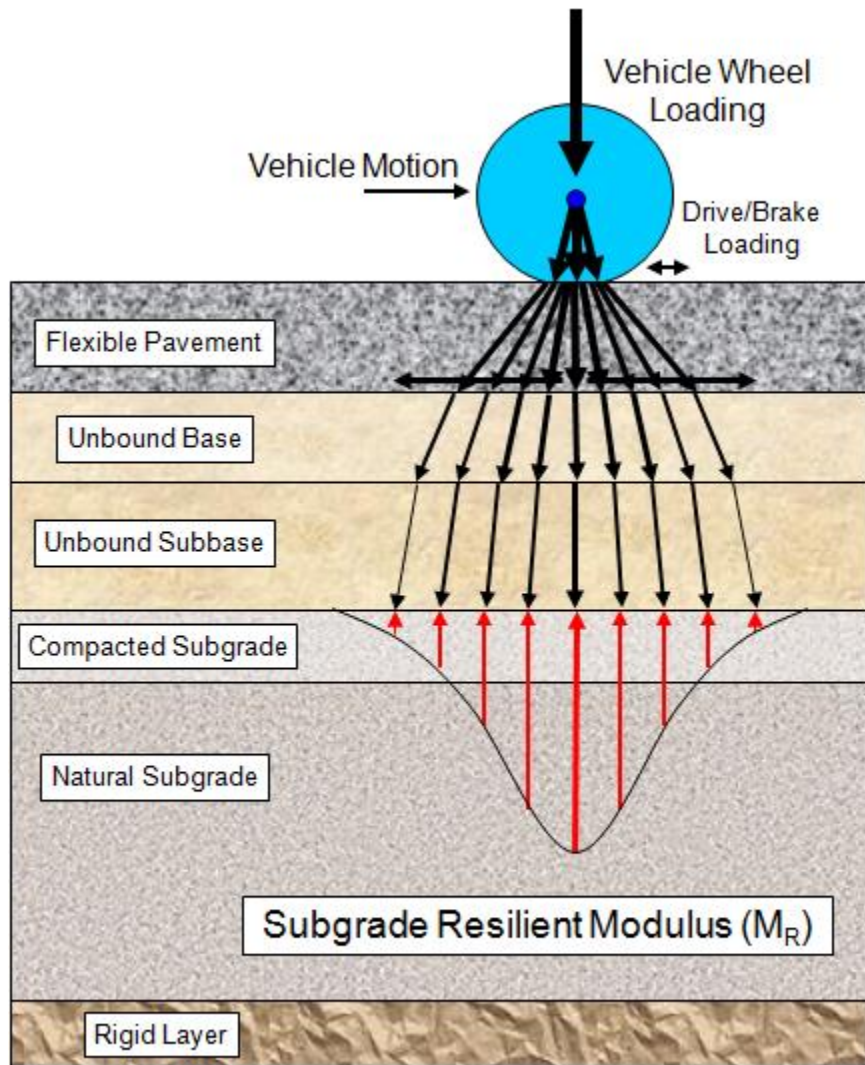 Vehicle Wheel
Loading
Vehicle Motion
Drive/Brake
Loading
Flexible Pavement
Unbound Base
Unbound Subbase
Compacted Subgrade
Natural Subgrade
Subgrade Resilient Modulus (MR)
Rigid Layer